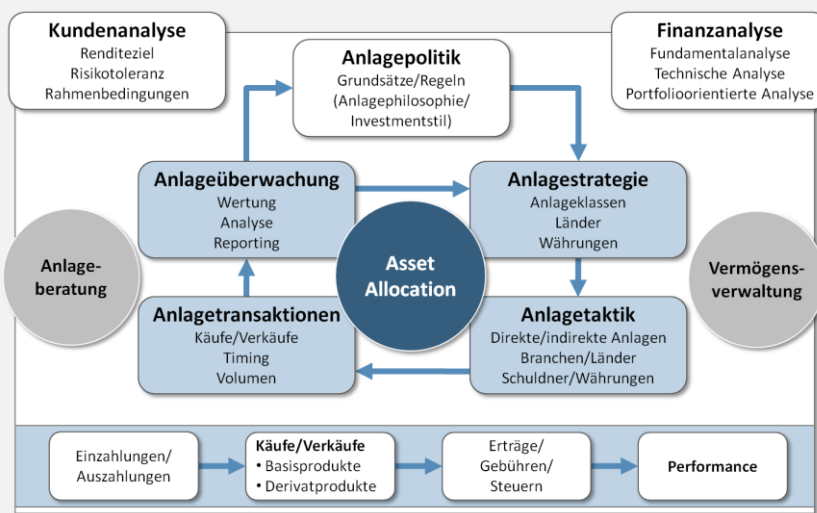 Kundenanalyse
Renditeziel
Risikotoleranz
Rahmenbedingungen
Anlagepolitik
Grundsätze/Regeln
(Anlagephilosophie/
Investmentstil)
Finanzanalyse
Fundamentalanalyse
Technische Analyse
Portfolioorientierte Analyse
Anlageüberwachung
Wertung
Analyse
Reporting
Anlagestrategie
Anlageklassen
Länder
Währungen
Anlage-
beratung
Asset
Allocation
Vermögens-
verwaltung
Anlagetransaktionen
Käufe/Verkäufe
Timing
Volumen
Anlagetaktik
Direkte/indirekte Anlagen
Branchen/Länder
Schuldner/Währungen
Einzahlungen/
Auszahlungen
Käufe/Verkäufe
• Basisprodukte
• Derivatprodukte
Erträge/
Gebühren/
Steuern
Performance